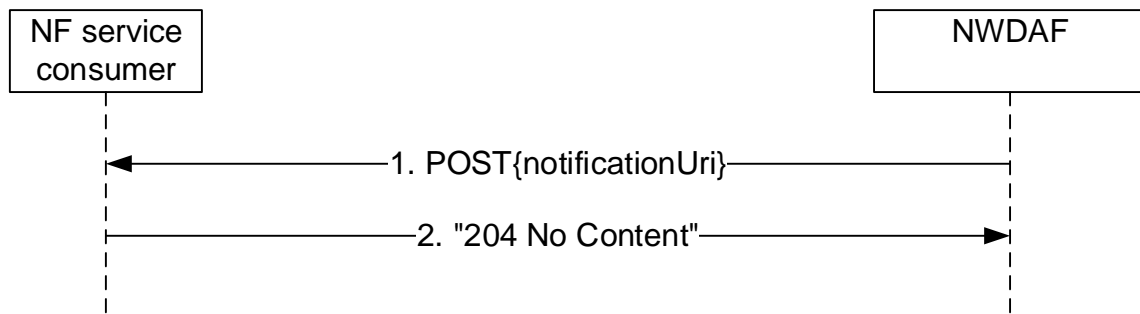 NF service
consumer
NWDAF
1. POST{notificationUri}
2. "204 No Content"